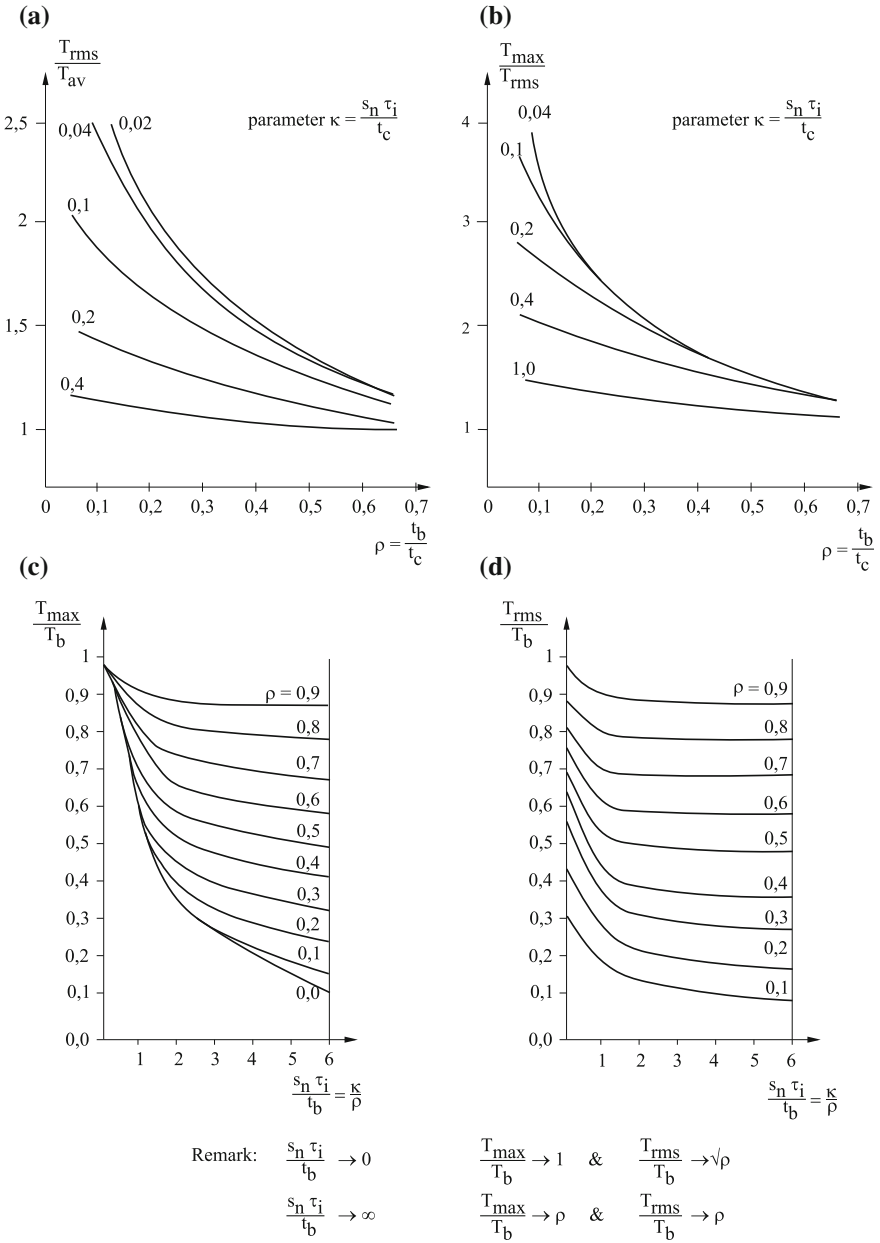 (a)
T_rms / T_av
2,5
2
1,5
1
0,04
0,02
0,1
0,2
0,4
parameter κ = s_n τ_i / t_c
0 0,1 0,2 0,3 0,4 0,5 0,6 0,7
ρ = t_b / t_c
(b)
T_max / T_rms
4
3
2
1
0,04
0,1
0,2
0,4
1,0
parameter κ = s_n τ_i / t_c
0 0,1 0,2 0,3 0,4 0,5 0,6 0,7
ρ = t_b / t_c
(c)
T_max / T_b
1
0,9
0,8
0,7
0,6
0,5
0,4
0,3
0,2
0,1
0,0
ρ = 0,9
0,8
0,7
0,6
0,5
0,4
0,3
0,2
0,1
0,0
1 2 3 4 5 6
s_n τ_i / t_b = κ / ρ
(d)
T_rms / T_b
1
0,9
0,8
0,7
0,6
0,5
0,4
0,3
0,2
0,1
0,0
ρ = 0,9
0,8
0,7
0,6
0,5
0,4
0,3
0,2
0,1
1 2 3 4 5 6
s_n τ_i / t_b = κ / ρ
Remark: s_n τ_i / t_b → 0 T_max / T_b → 1 & T_rms / T_b → √ρ
s_n τ_i / t_b → ∞ T_max / T_b → ρ & T_rms / T_b → ρ